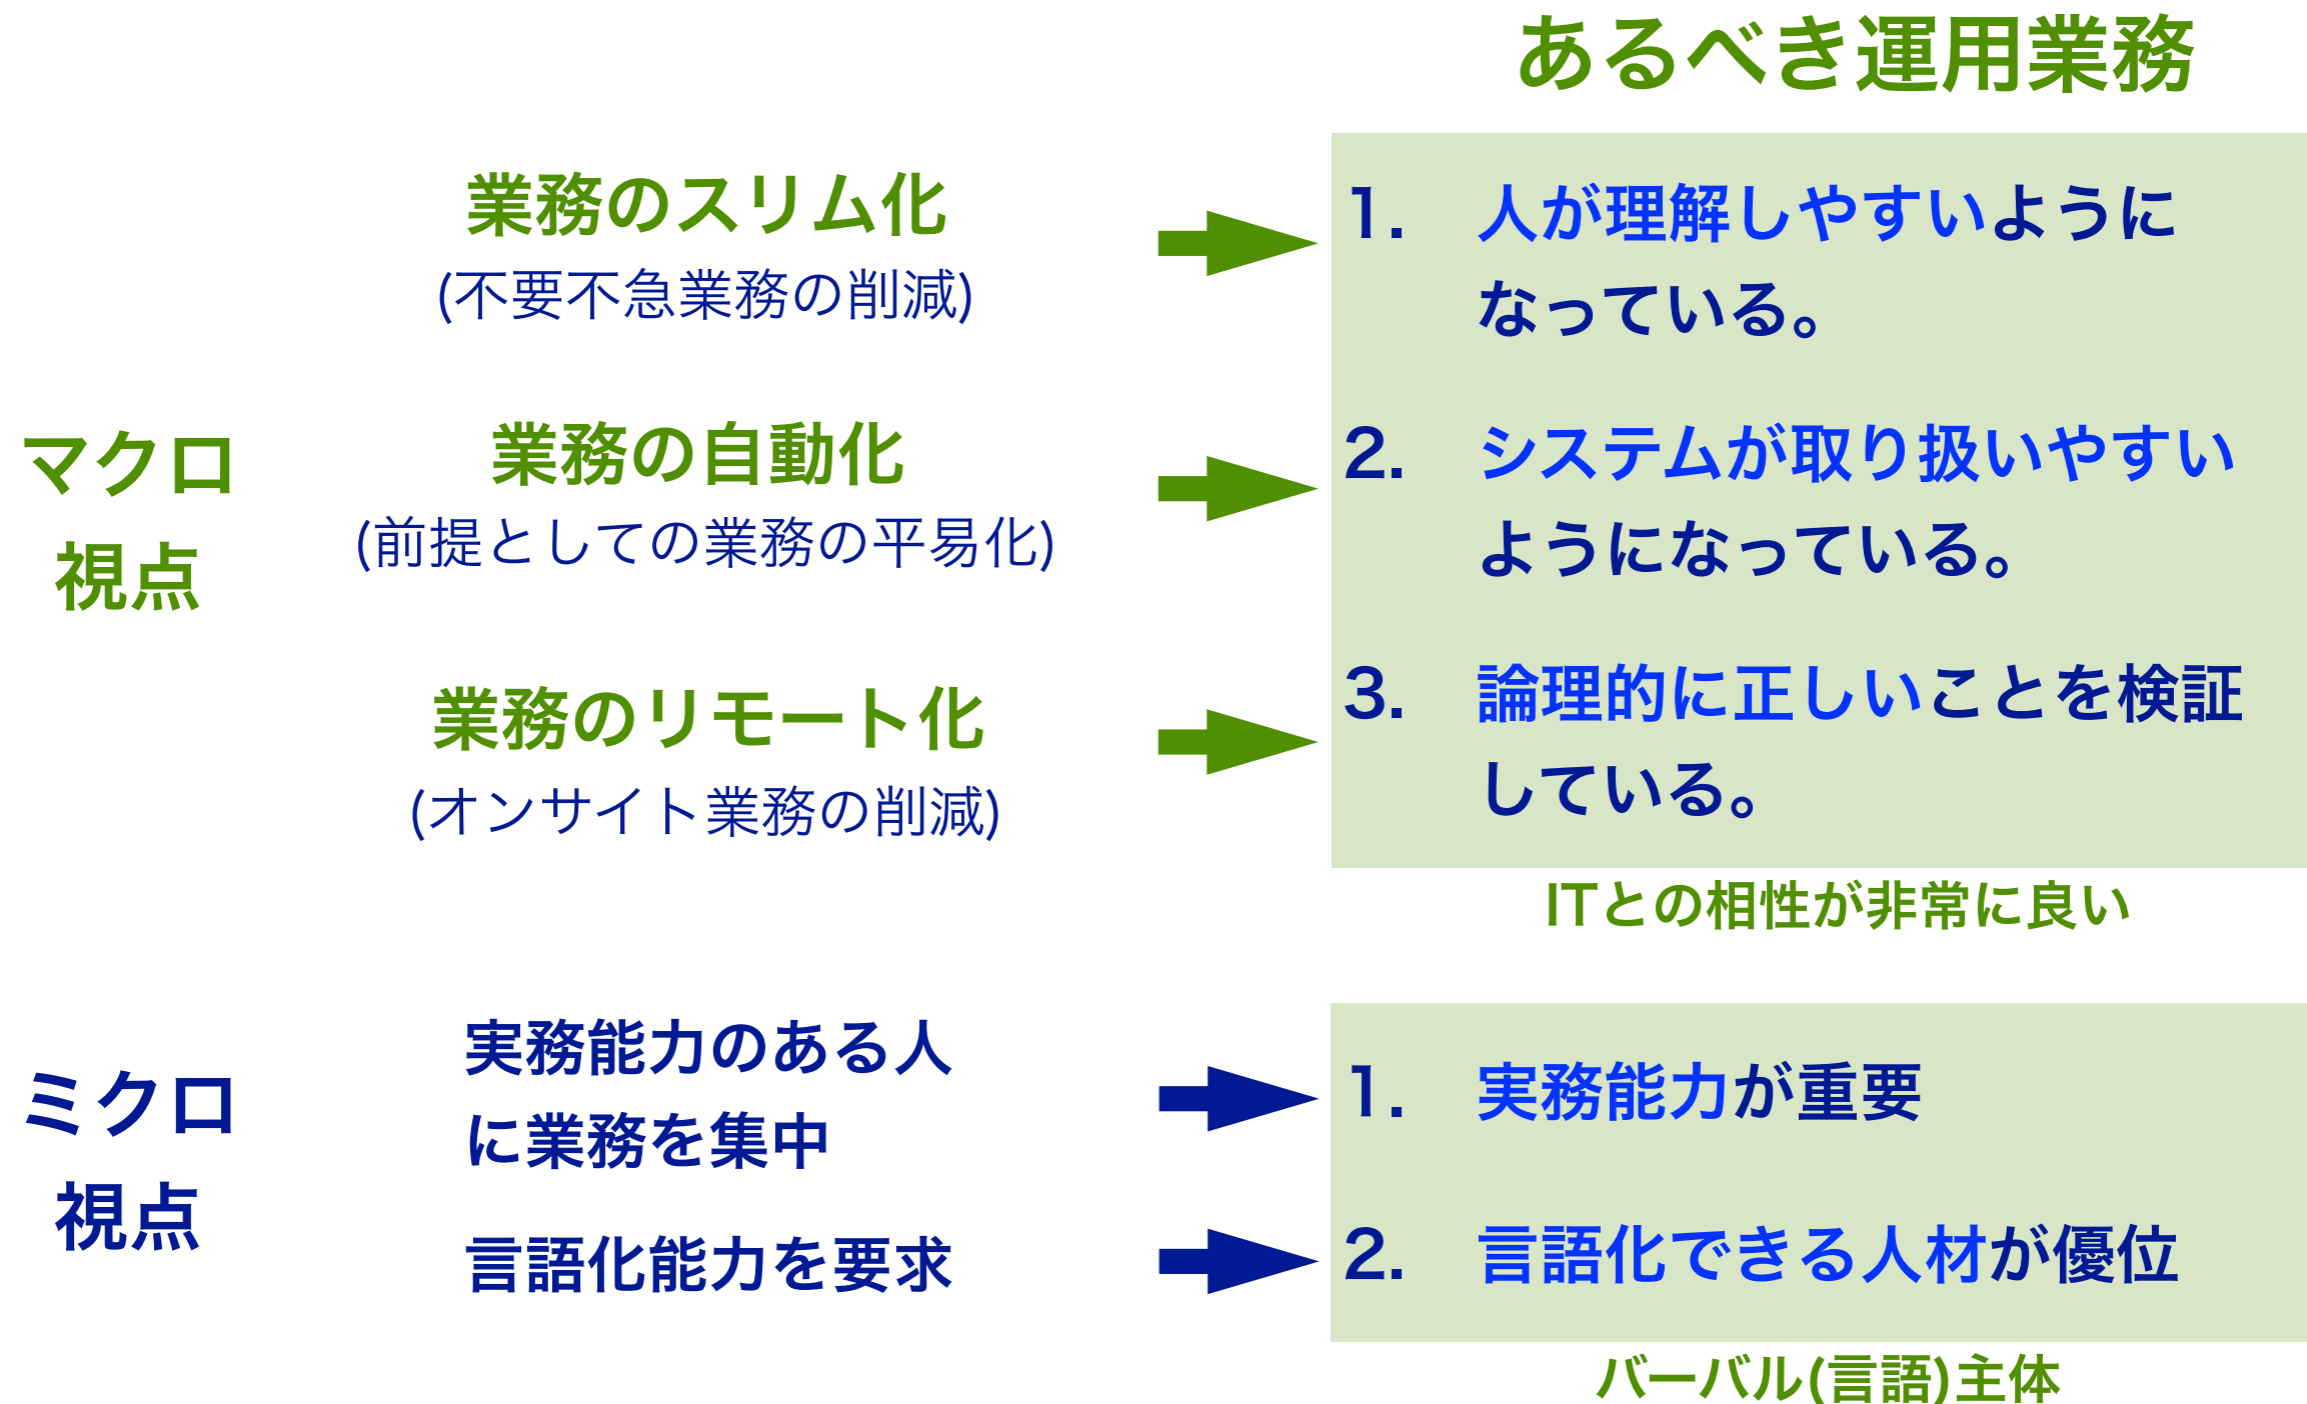 あるべき運用業務
マクロ
視点
業務のスリム化
(不要不急業務の削減)
1. 人が理解しやすいように
なっている。
業務の自動化
(前提としての業務の平易化)
2. システムが取り扱いやすい
ようになっている。
業務のリモート化
(オンサイト業務の削減)
3. 論理的に正しいことを検証
している。
ITとの相性が非常に良い
ミクロ
視点
実務能力のある人
に業務を集中
1. 実務能力が重要
言語化能力を要求
2. 言語化できる人材が優位
バーバル(言語)主体